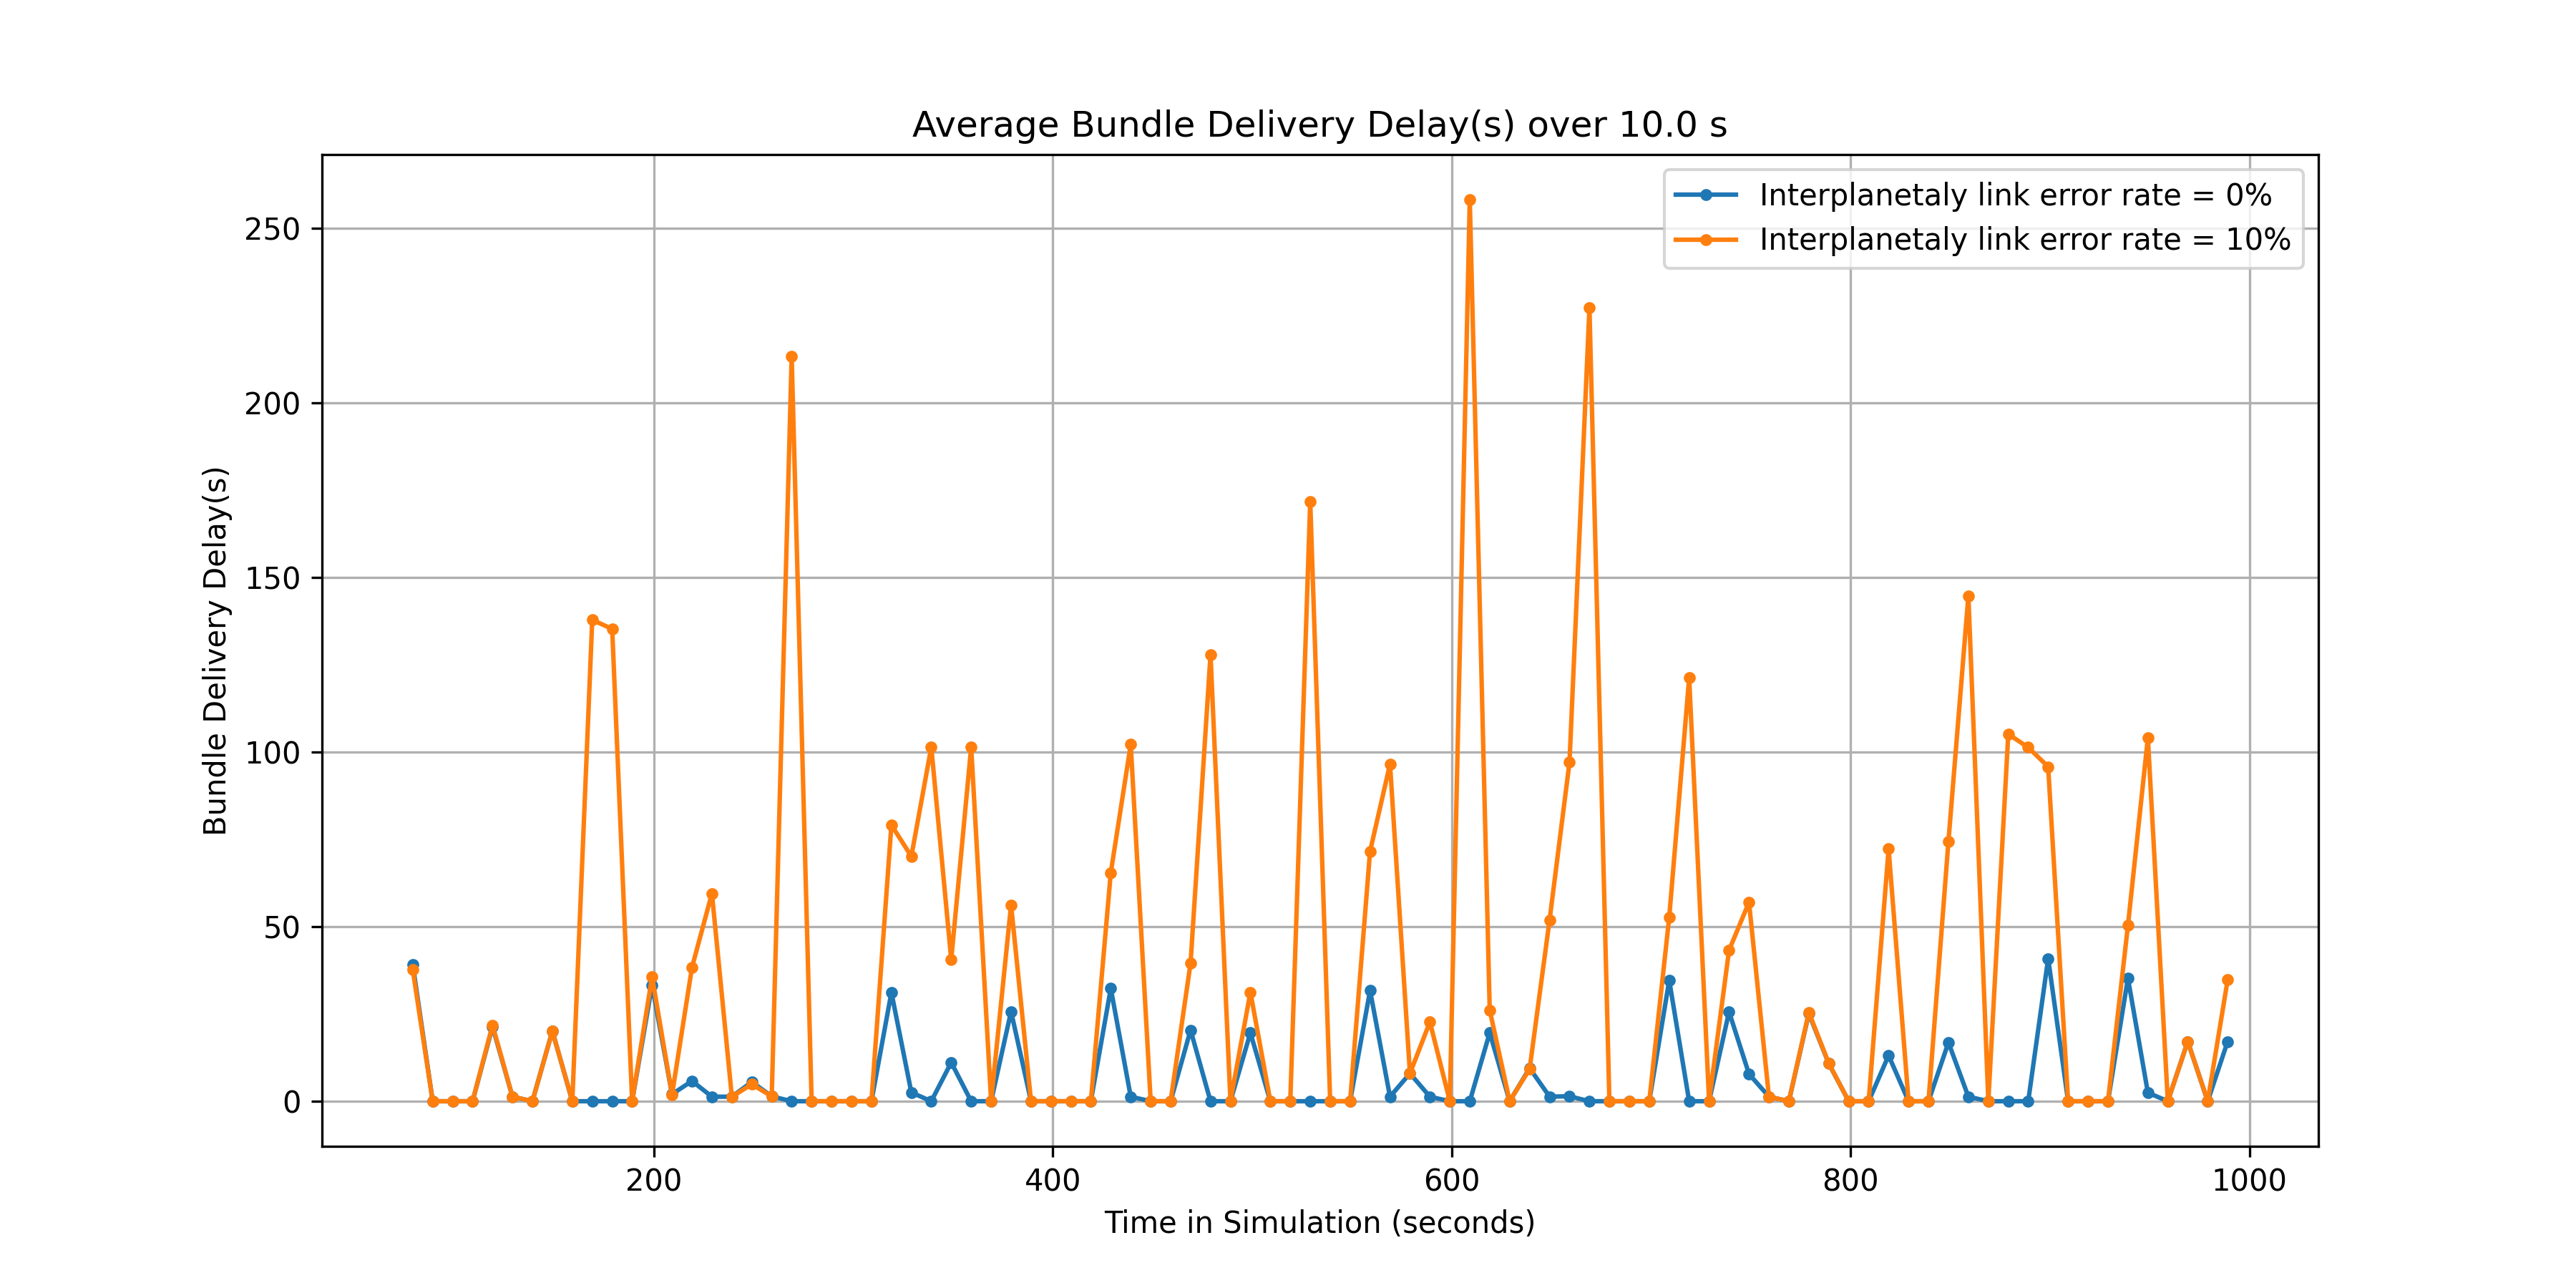 Average Bundle Delivery Delay(s) over 10.0 s
Interplanetaly link error rate = 0%
Interplanetaly link error rate = 10%
Bundle Delivery Delay(s)
250
200
150
100
50
0
200
400
600
800
1000
Time in Simulation (seconds)